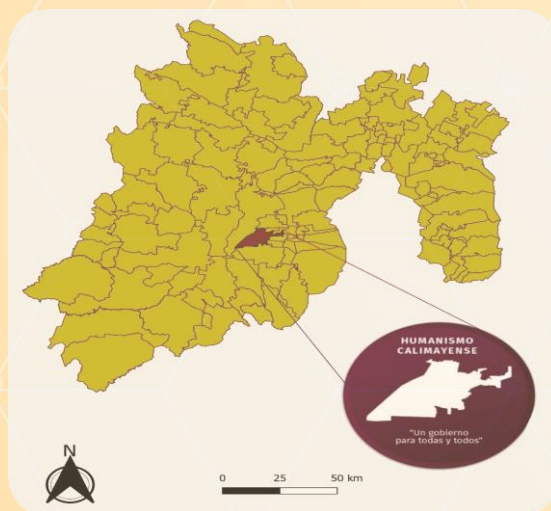 HUMANISMO
CALIMAYENSE
"Un gobierno
para todas y todos"
N
0 25 50 km